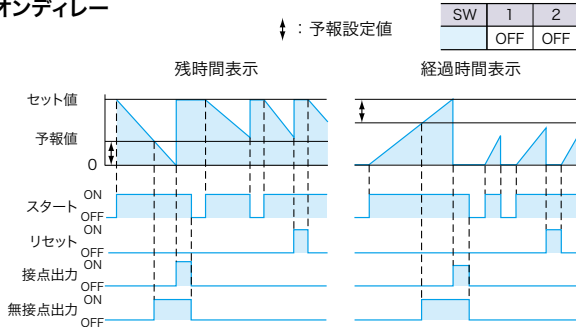 オンディレー
：予報設定値
SW 1 2
OFF OFF
残時間表示 経過時間表示
セット値
予報値
0
スタート ON OFF
リセット ON OFF
接点出力 ON OFF
無接点出力 ON OFF